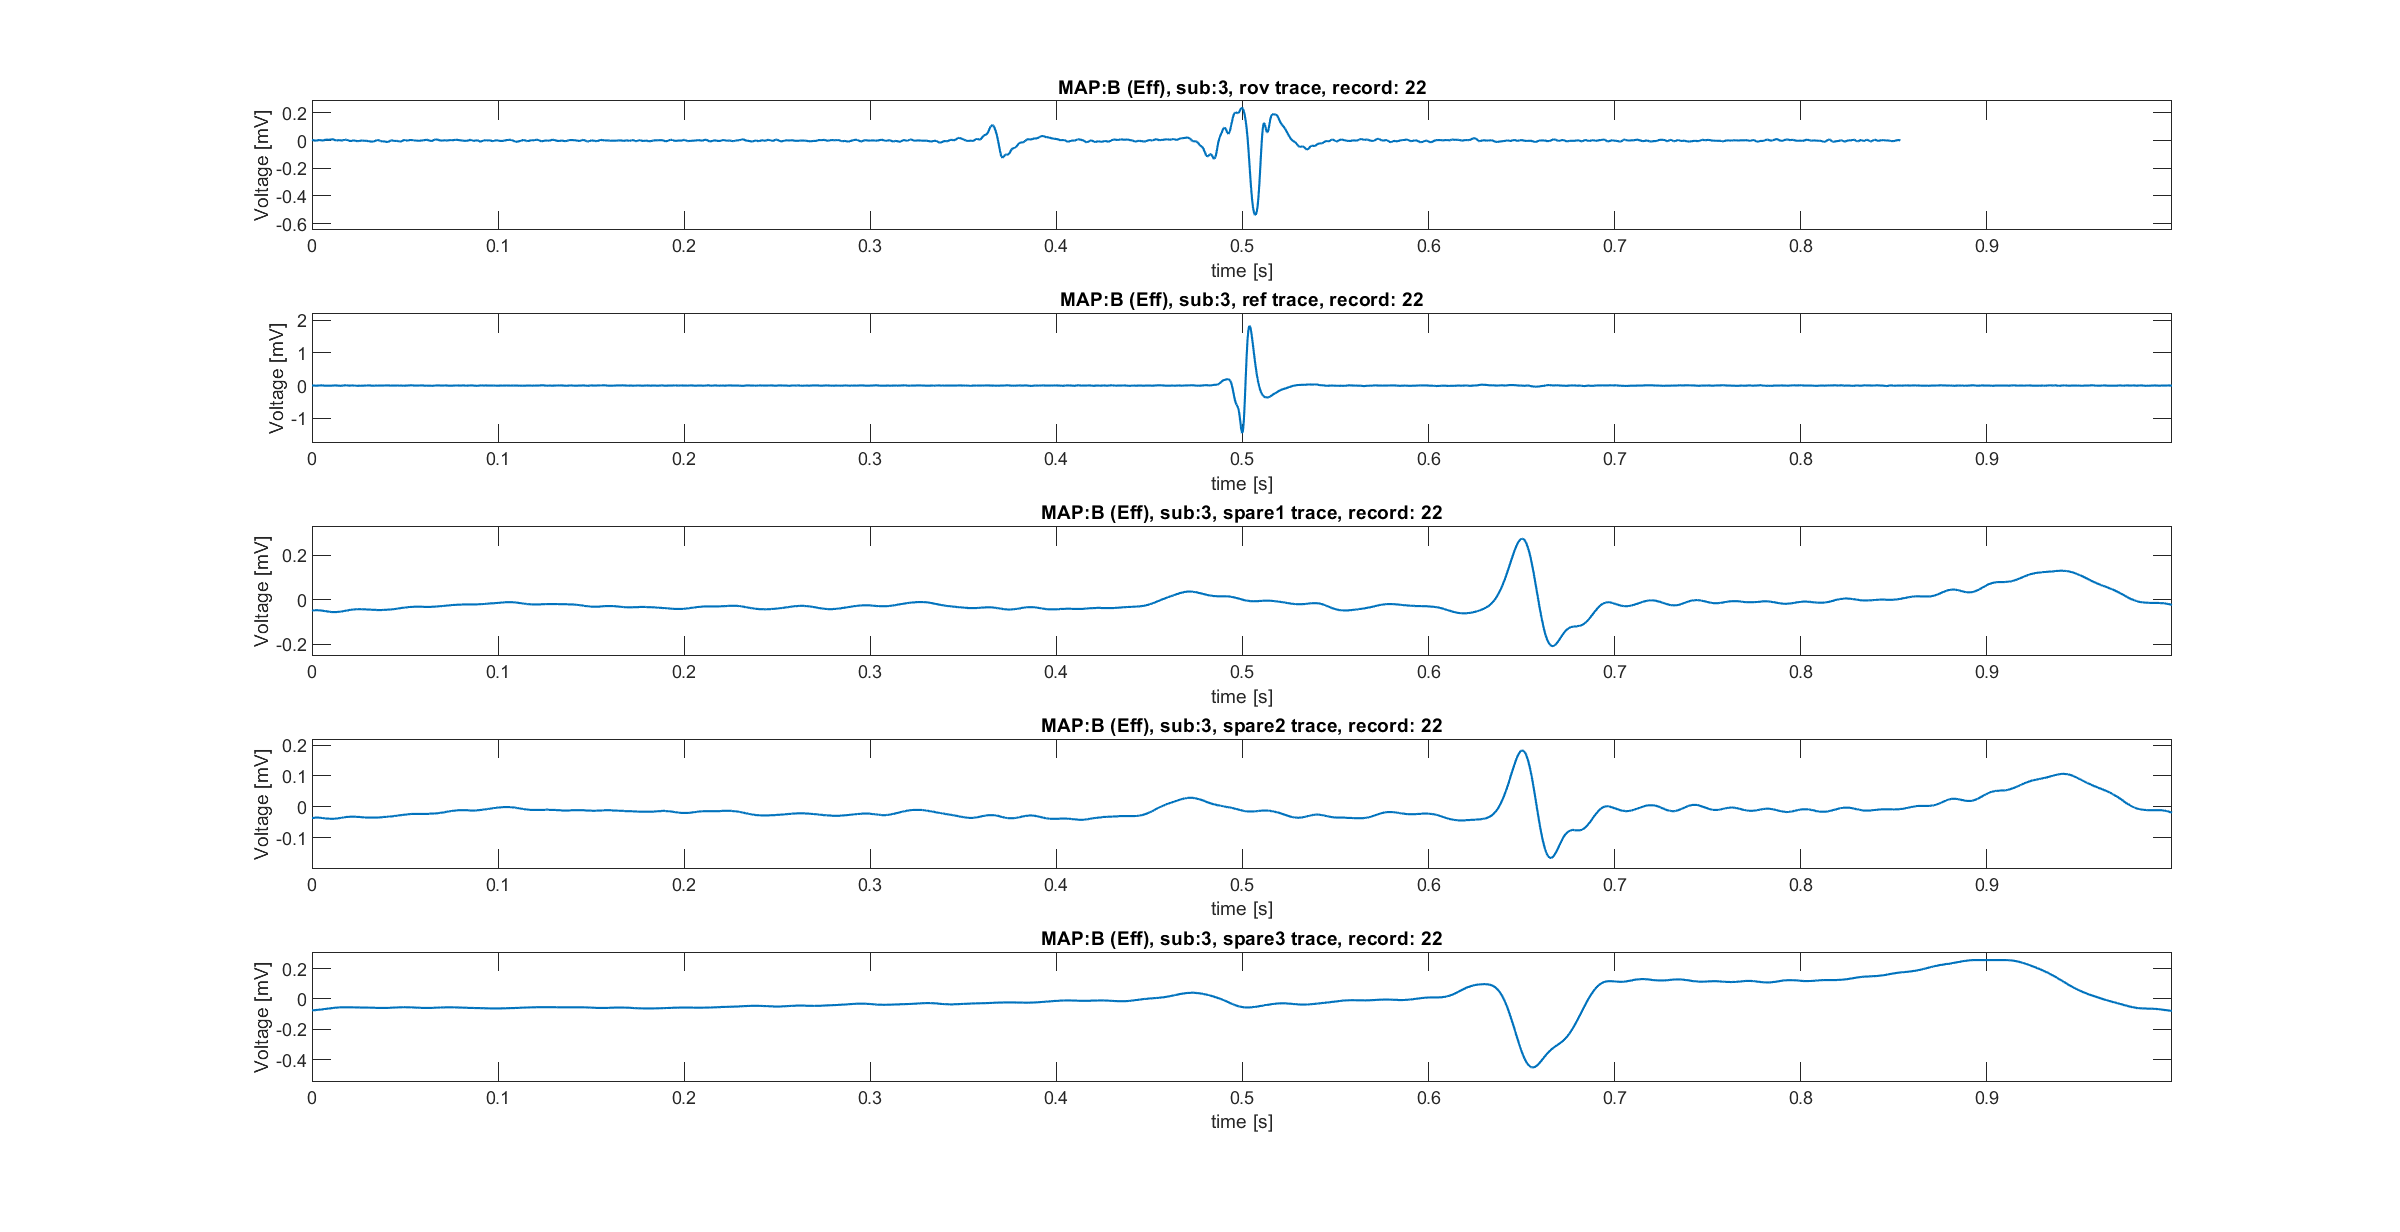 MAP:B (Eff), sub:3, rov trace, record: 22
Voltage [mV]
0.2
0
-0.2
-0.4
-0.6
0 0.1 0.2 0.3 0.4 0.5 0.6 0.7 0.8 0.9
time [s]
MAP:B (Eff), sub:3, ref trace, record: 22
Voltage [mV]
2
1
0
-1
0 0.1 0.2 0.3 0.4 0.5 0.6 0.7 0.8 0.9
time [s]
MAP:B (Eff), sub:3, spare1 trace, record: 22
Voltage [mV]
0.2
0
-0.2
0 0.1 0.2 0.3 0.4 0.5 0.6 0.7 0.8 0.9
time [s]
MAP:B (Eff), sub:3, spare2 trace, record: 22
Voltage [mV]
0.2
0.1
0
-0.1
0 0.1 0.2 0.3 0.4 0.5 0.6 0.7 0.8 0.9
time [s]
MAP:B (Eff), sub:3, spare3 trace, record: 22
Voltage [mV]
0.2
0
-0.2
-0.4
0 0.1 0.2 0.3 0.4 0.5 0.6 0.7 0.8 0.9
time [s]